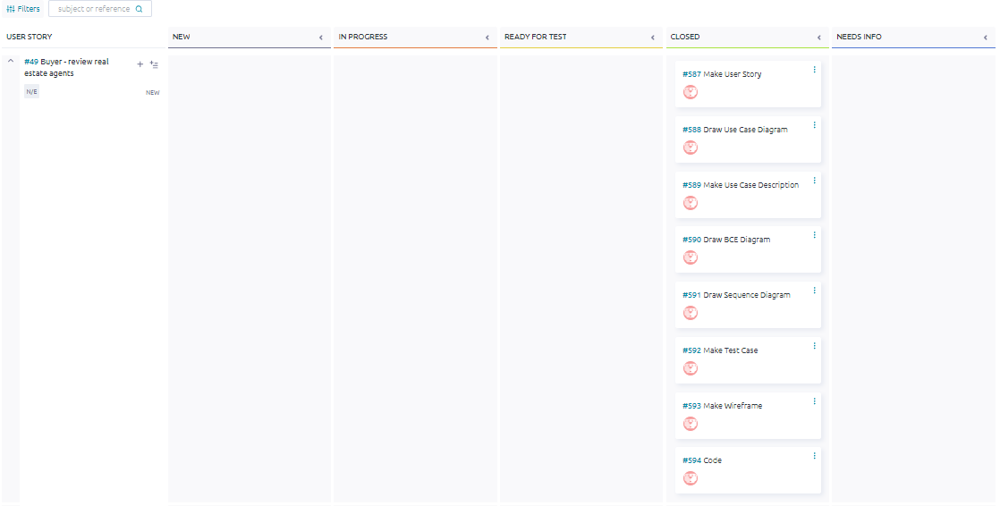 Filters
subject or reference
USER STORY
NEW
IN PROGRESS
READY FOR TEST
CLOSED
NEEDS INFO
#49 Buyer - review real
estate agents
N/E
NEW
#587 Make User Story
#588 Draw Use Case Diagram
#589 Make Use Case Description
#590 Draw BCE Diagram
#591 Draw Sequence Diagram
#592 Make Test Case
#593 Make Wireframe
#594 Code